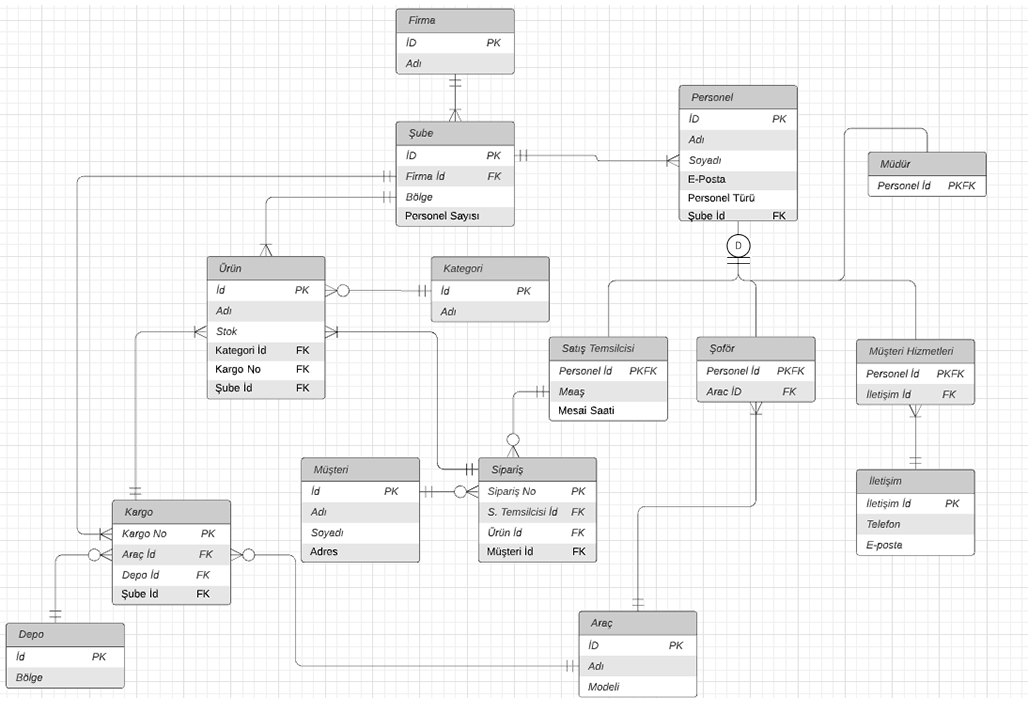 Firma
İD PK
Adı
Şube
İD PK
Firma Id FK
Bölge
Personel Sayısı
Personel
İD PK
Adı
Soyadı
E-Posta
Personel Türü
Şube İd FK
D
Müdür
Personel İd PKFK
Ürün
İd PK
Adı
Stok
Kategori İd FK
Kargo No FK
Şube İd FK
Kategori
İd PK
Adı
Satış Temsilcisi
Personel İd PKFK
Maaş
Mesai Saati
Şoför
Personel İd PKFK
Arac İD FK
Müşteri Hizmetleri
Personel İd PKFK
İletişim İd FK
Müşteri
İd PK
Adı
Soyadı
Adres
Sipariş
Sipariş No PK
S. Temsilcisi İd FK
Ürün İd FK
Müşteri İd FK
İletişim
İletişim İd PK
Telefon
E-posta
Kargo
Kargo No PK
Araç İd FK
Depo İd FK
Şube İd FK
Depo
İd PK
Bölge
Araç
İD PK
Adı
Modeli